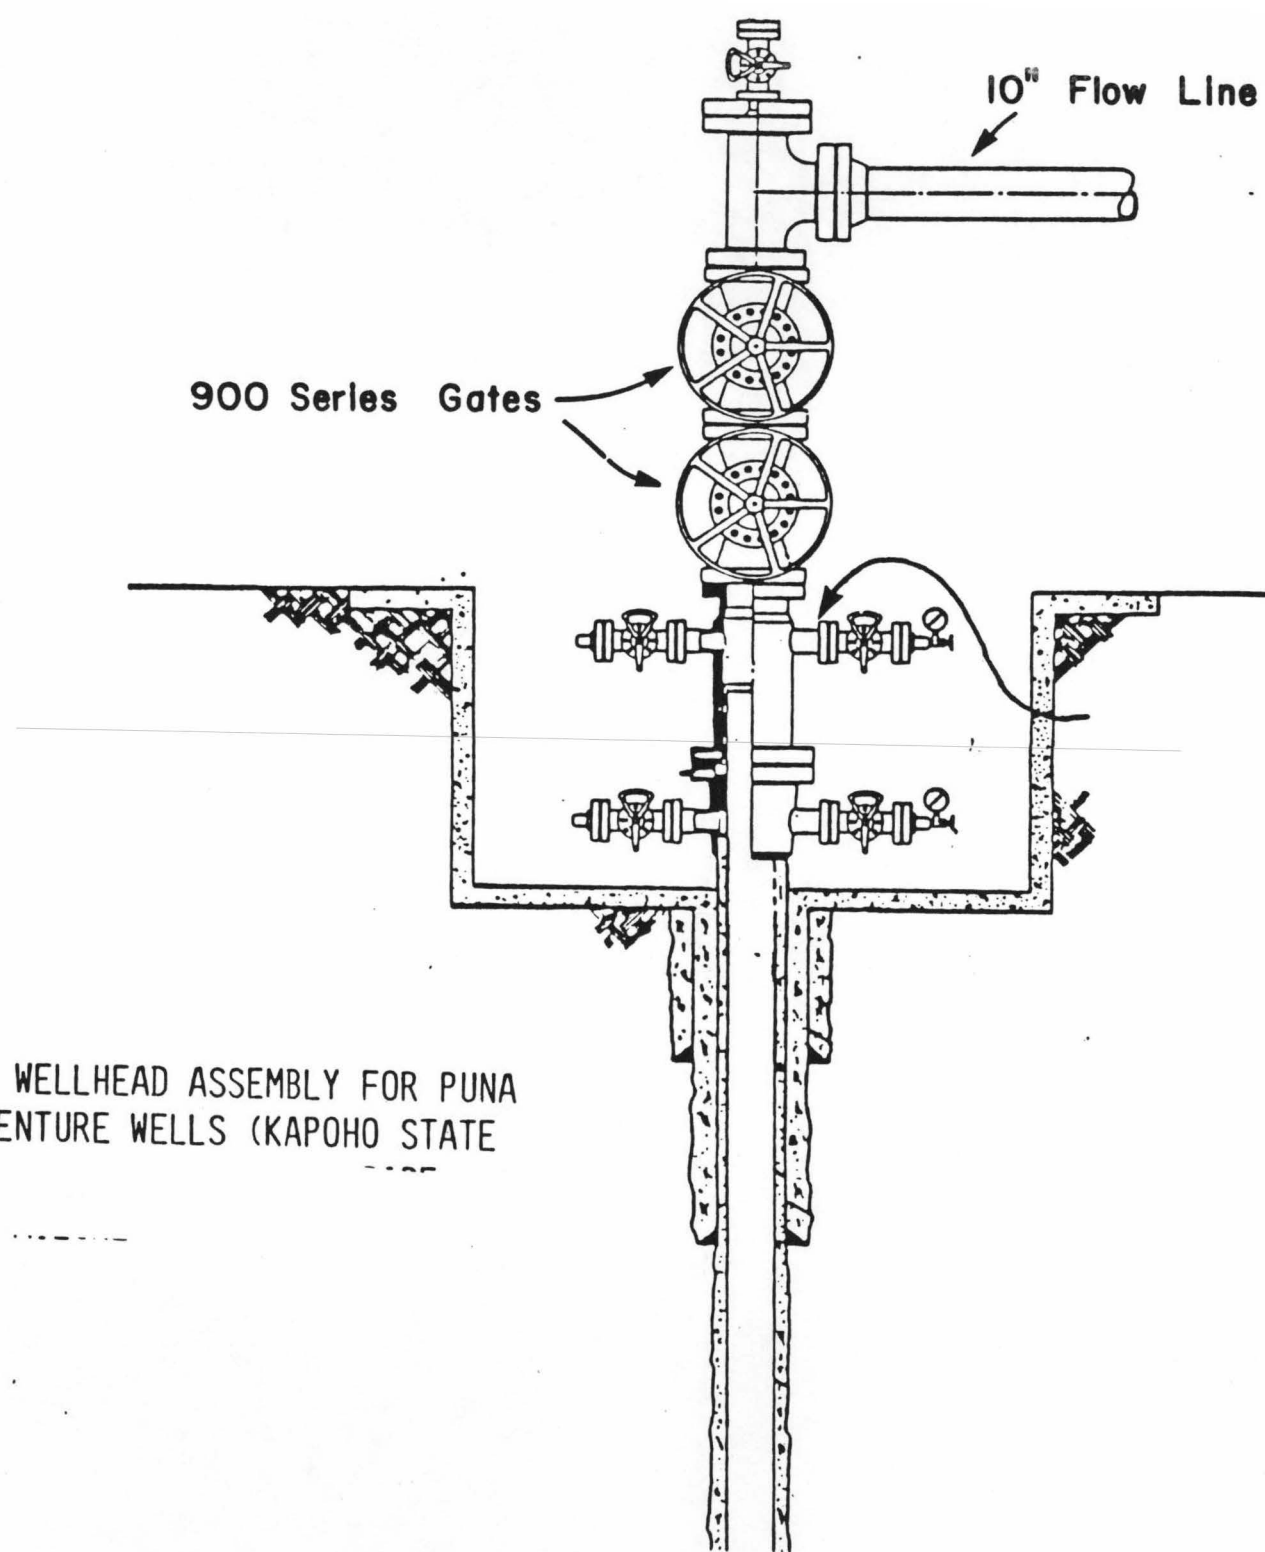 10" Flow Line
900 Series Gates
WELLHEAD ASSEMBLY FOR PUNA
ENTURE WELLS (KAPOHO STATE